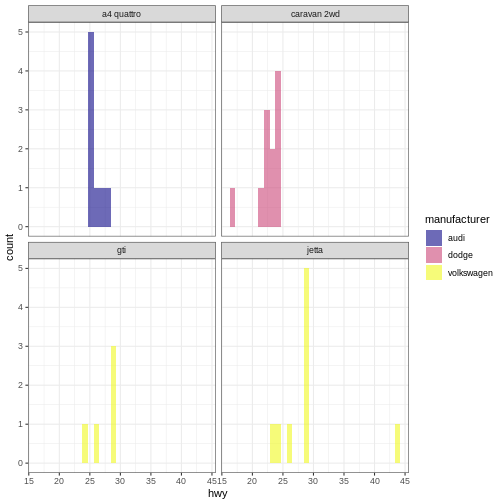 a4 quattro caravan 2wd
5
4
3
2
1
0
gti jetta
5
4
3
2
1
0
15 20 25 30 35 40 45 15 20 25 30 35 40 45
hwy
count
manufacturer
audi
dodge
volkswagen